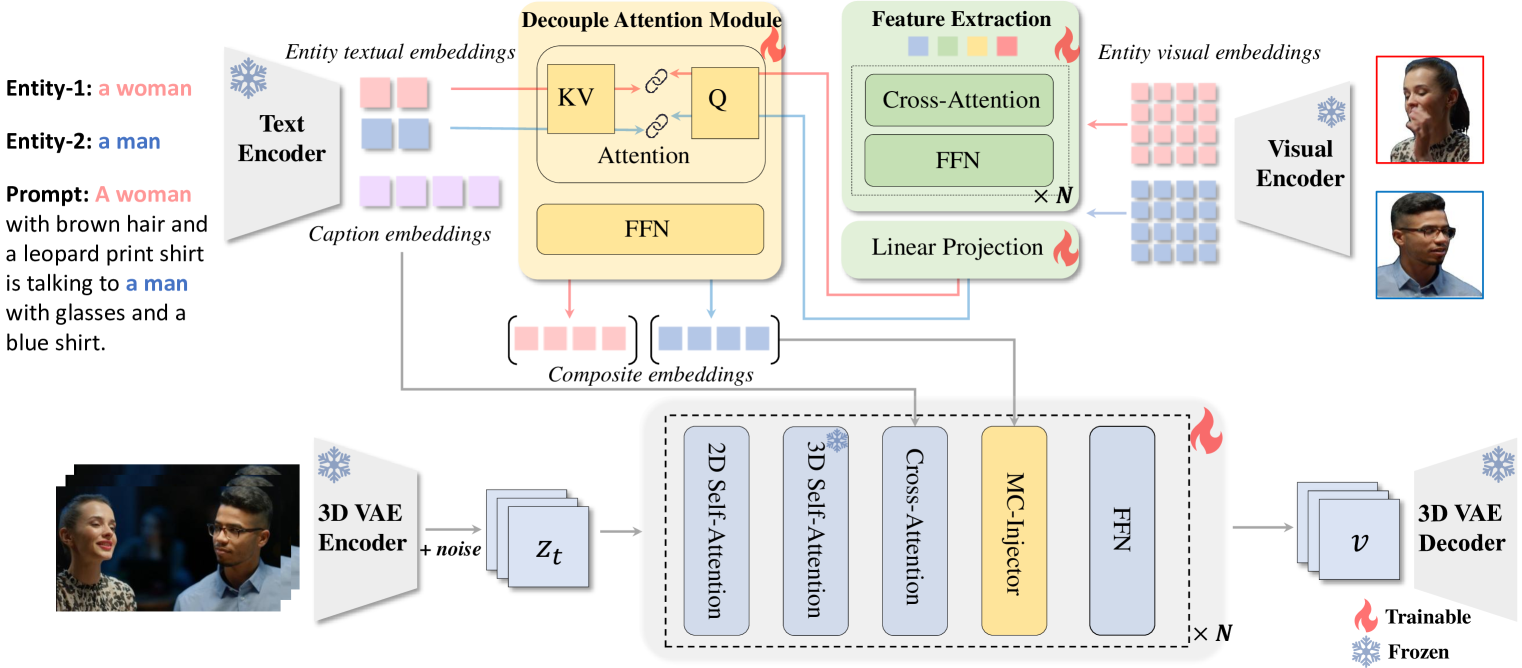 Decouple Attention Module
Feature Extraction
Entity textual embeddings
Entity visual embeddings
Entity-1: a woman
Entity-2: a man
Prompt: A woman
with brown hair and
a leopard print shirt
is talking to a man
with glasses and a
blue shirt.
Text
Encoder
KV
Q
Attention
FFN
Cross-Attention
FFN
× N
Linear Projection
Visual
Encoder
Caption embeddings
Composite embeddings
3D VAE
Encoder
+ noise
z_t
2D Self-Attention
3D Self-Attention
Cross-Attention
MC-Injector
FFN
× N
v
3D VAE
Decoder
Trainable
Frozen